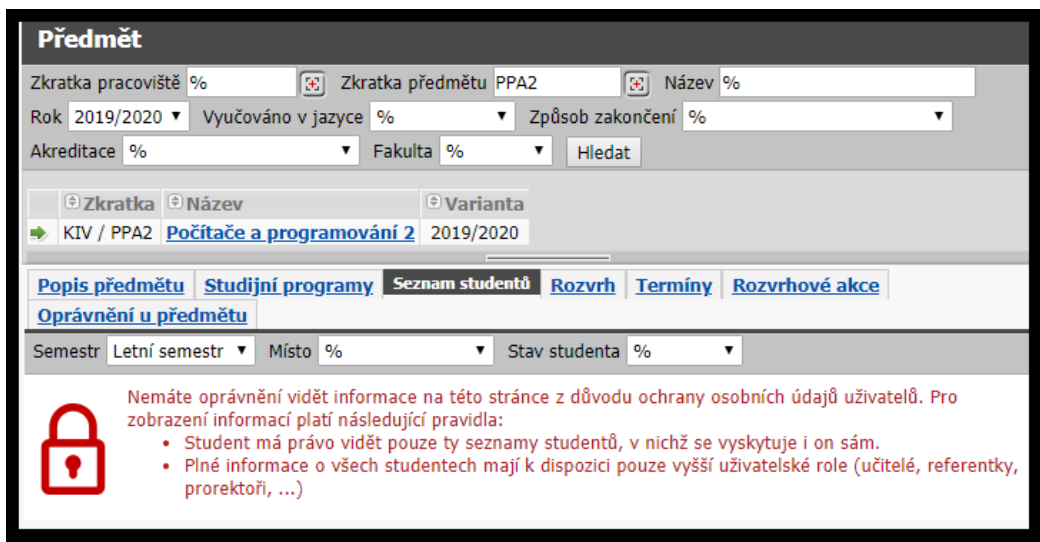 Předmět
Zkratka pracoviště % Zkratka předmětu PPA2 Název %
Rok 2019/2020 Vyučováno v jazyce % Způsob zakončení %
Akreditace % Fakulta % Hledat
Zkratka Název Varianta
KIV / PPA2 Počítače a programování 2 2019/2020
Popis předmětu Studijní programy Seznam studentů Rozvrh Termíny Rozvrhové akce
Oprávnění u předmětu
Semestr Letní semestr Místo % Stav studenta %
Nemáte oprávnění vidět informace na této stránce z důvodu ochrany osobních údajů uživatelů. Pro
zobrazení informací platí následující pravidla:
• Student má právo vidět pouze ty seznamy studentů, v nichž se vyskytuje i on sám.
• Plné informace o všech studentech mají k dispozici pouze vyšší uživatelské role (učitelé, referentky,
prorektoři, ...)